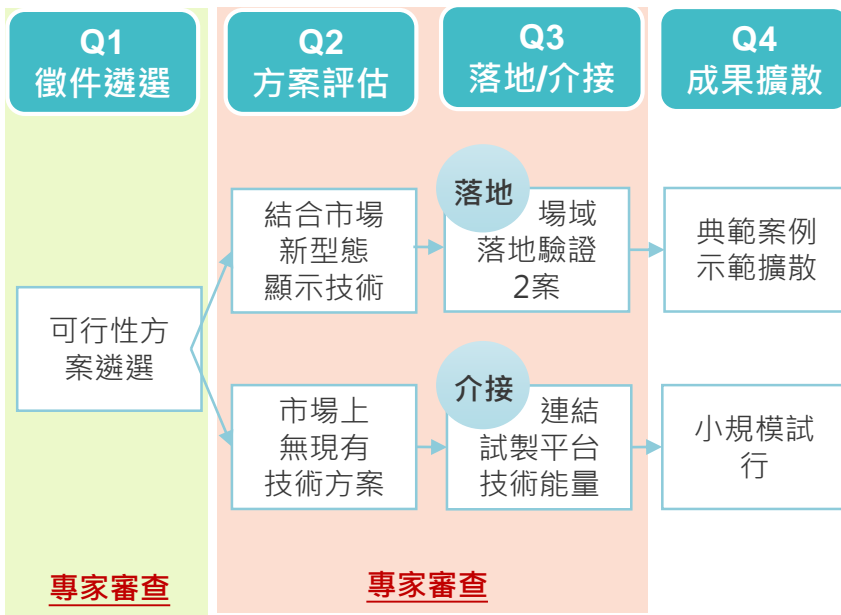 Q1
徵件遴選
Q2
方案評估
Q3
落地/介接
Q4
成果擴散
可行性方
案遴選
結合市場
新型態
顯示技術
落地
場域
落地驗證
2案
典範案例
示範擴散
市場上
無現有
技術方案
介接
連結
試製平台
技術能量
小規模試
行
專家審查
專家審查